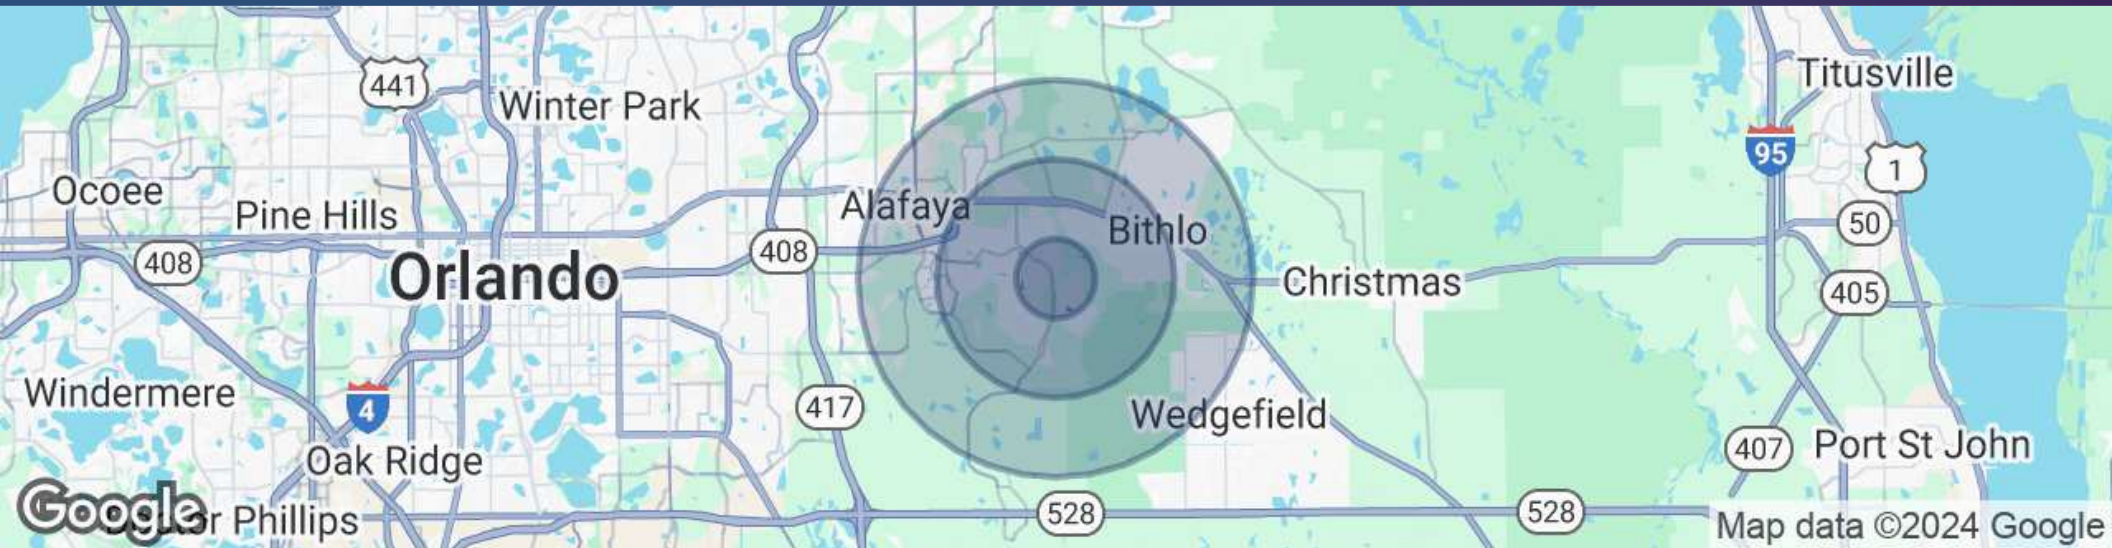 Titusville
441
Winter Park
95
1
Ocoee
Alafaya
Pine Hills
50
Bithlo
408
408
Orlando
Christmas
405
Windermere
4
417
Wedgefield
407
Port St John
Oak Ridge
Google
Phillips
528
528
Map data ©2024 Google